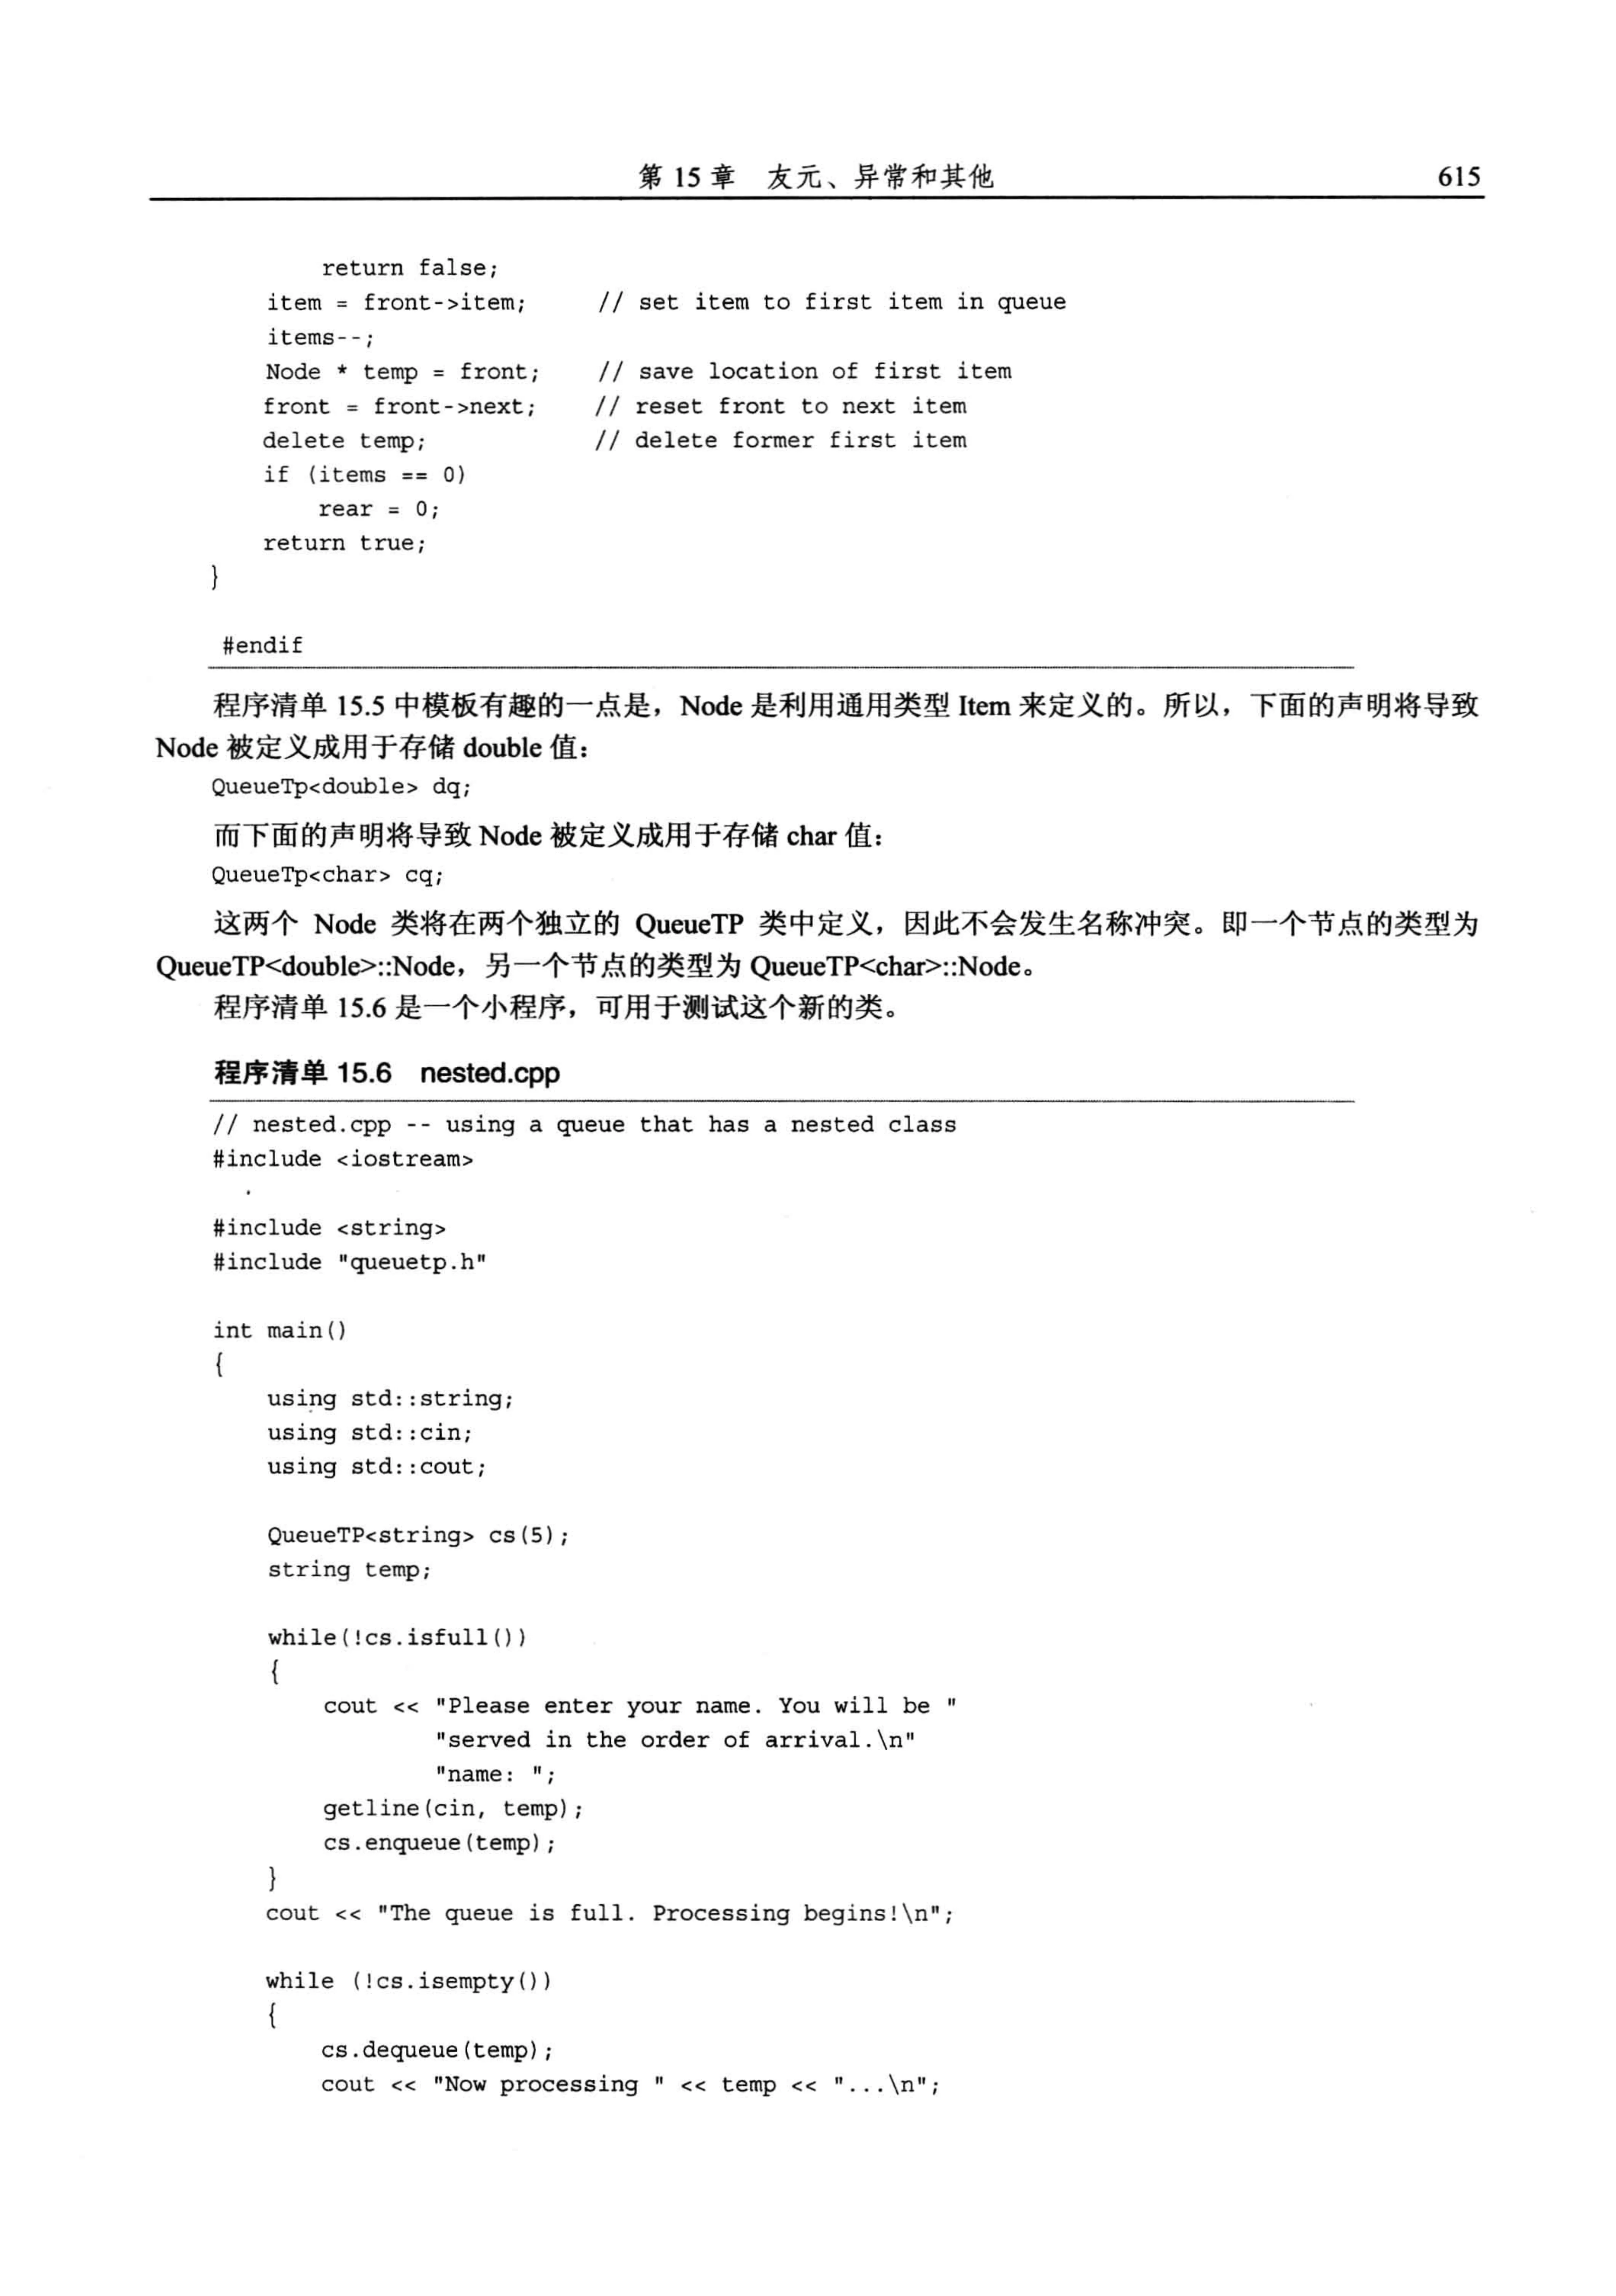 第 15 章 友元、异常和其他 615
return false;
item = front->item; // set item to first item in queue
items--;
Node * temp = front; // save location of first item
front = front->next; // reset front to next item
delete temp; // delete former first item
if (items == 0)
rear = 0;
return true;
}
#endif
程序清单 15.5 中模板有趣的一点是，Node 是利用通用类型 Item 来定义的。所以，下面的声明将导致
Node 被定义成用于存储 double 值：
QueueTp<double> dq;
而下面的声明将导致 Node 被定义成用于存储 char 值：
QueueTp<char> cq;
这两个 Node 类将在两个独立的 QueueTP 类中定义，因此不会发生名称冲突。即一个节点的类型为
QueueTP<double>::Node，另一个节点的类型为 QueueTP<char>::Node。
程序清单 15.6 是一个小程序，可用于测试这个新的类。
程序清单 15.6 nested.cpp
// nested.cpp -- using a queue that has a nested class
#include <iostream>
#include <string>
#include "queuetp.h"
int main()
{
using std::string;
using std::cin;
using std::cout;
QueueTP<string> cs(5);
string temp;
while(!cs.isfull())
{
cout << "Please enter your name. You will be "
"served in the order of arrival.\n"
"name: ";
getline(cin, temp);
cs.enqueue(temp);
}
cout << "The queue is full. Processing begins!\n";
while (!cs.isempty())
{
cs.dequeue(temp);
cout << "Now processing " << temp << "...\n";